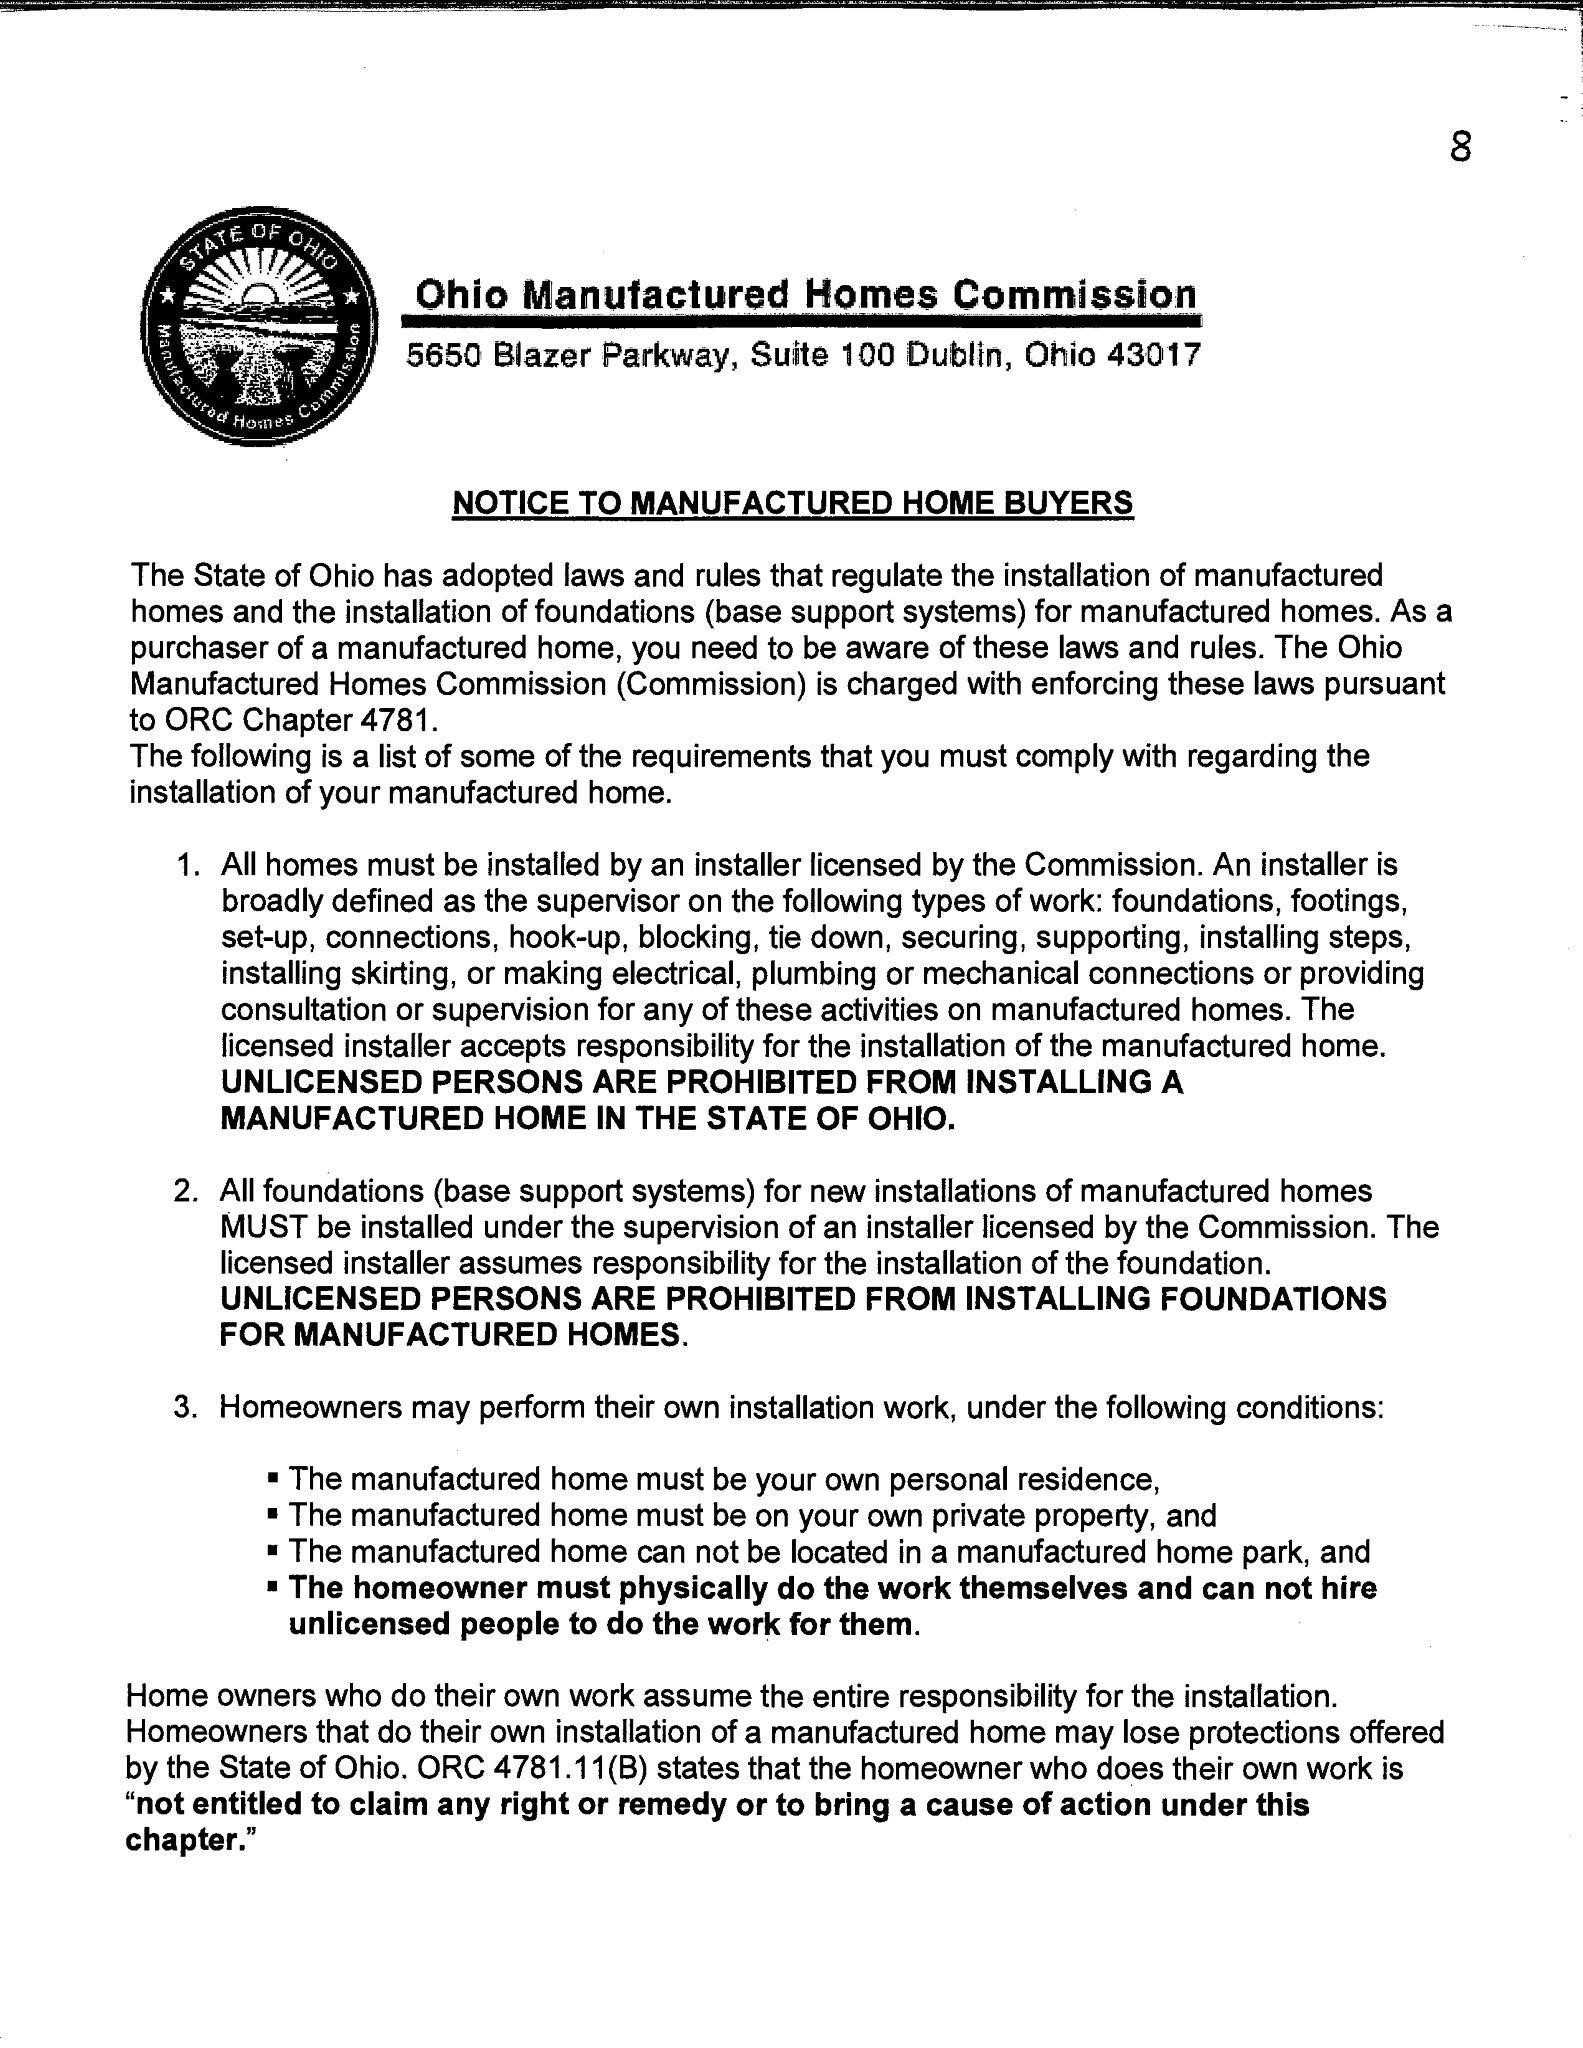 8
STATE OF OHIO
Manufactured Homes Commission
Ohio Manufactured Homes Commission
5650 Blazer Parkway, Suite 100 Dublin, Ohio 43017
NOTICE TO MANUFACTURED HOME BUYERS
The State of Ohio has adopted laws and rules that regulate the installation of manufactured
homes and the installation of foundations (base support systems) for manufactured homes. As a
purchaser of a manufactured home, you need to be aware of these laws and rules. The Ohio
Manufactured Homes Commission (Commission) is charged with enforcing these laws pursuant
to ORC Chapter 4781.
The following is a list of some of the requirements that you must comply with regarding the
installation of your manufactured home.
1. All homes must be installed by an installer licensed by the Commission. An installer is
broadly defined as the supervisor on the following types of work: foundations, footings,
set-up, connections, hook-up, blocking, tie down, securing, supporting, installing steps,
installing skirting, or making electrical, plumbing or mechanical connections or providing
consultation or supervision for any of these activities on manufactured homes. The
licensed installer accepts responsibility for the installation of the manufactured home.
UNLICENSED PERSONS ARE PROHIBITED FROM INSTALLING A
MANUFACTURED HOME IN THE STATE OF OHIO.
2. All foundations (base support systems) for new installations of manufactured homes
MUST be installed under the supervision of an installer licensed by the Commission. The
licensed installer assumes responsibility for the installation of the foundation.
UNLICENSED PERSONS ARE PROHIBITED FROM INSTALLING FOUNDATIONS
FOR MANUFACTURED HOMES.
3. Homeowners may perform their own installation work, under the following conditions:
▪ The manufactured home must be your own personal residence,
▪ The manufactured home must be on your own private property, and
▪ The manufactured home can not be located in a manufactured home park, and
▪ The homeowner must physically do the work themselves and can not hire
unlicensed people to do the work for them.
Home owners who do their own work assume the entire responsibility for the installation.
Homeowners that do their own installation of a manufactured home may lose protections offered
by the State of Ohio. ORC 4781.11(B) states that the homeowner who does their own work is
“not entitled to claim any right or remedy or to bring a cause of action under this
chapter.”